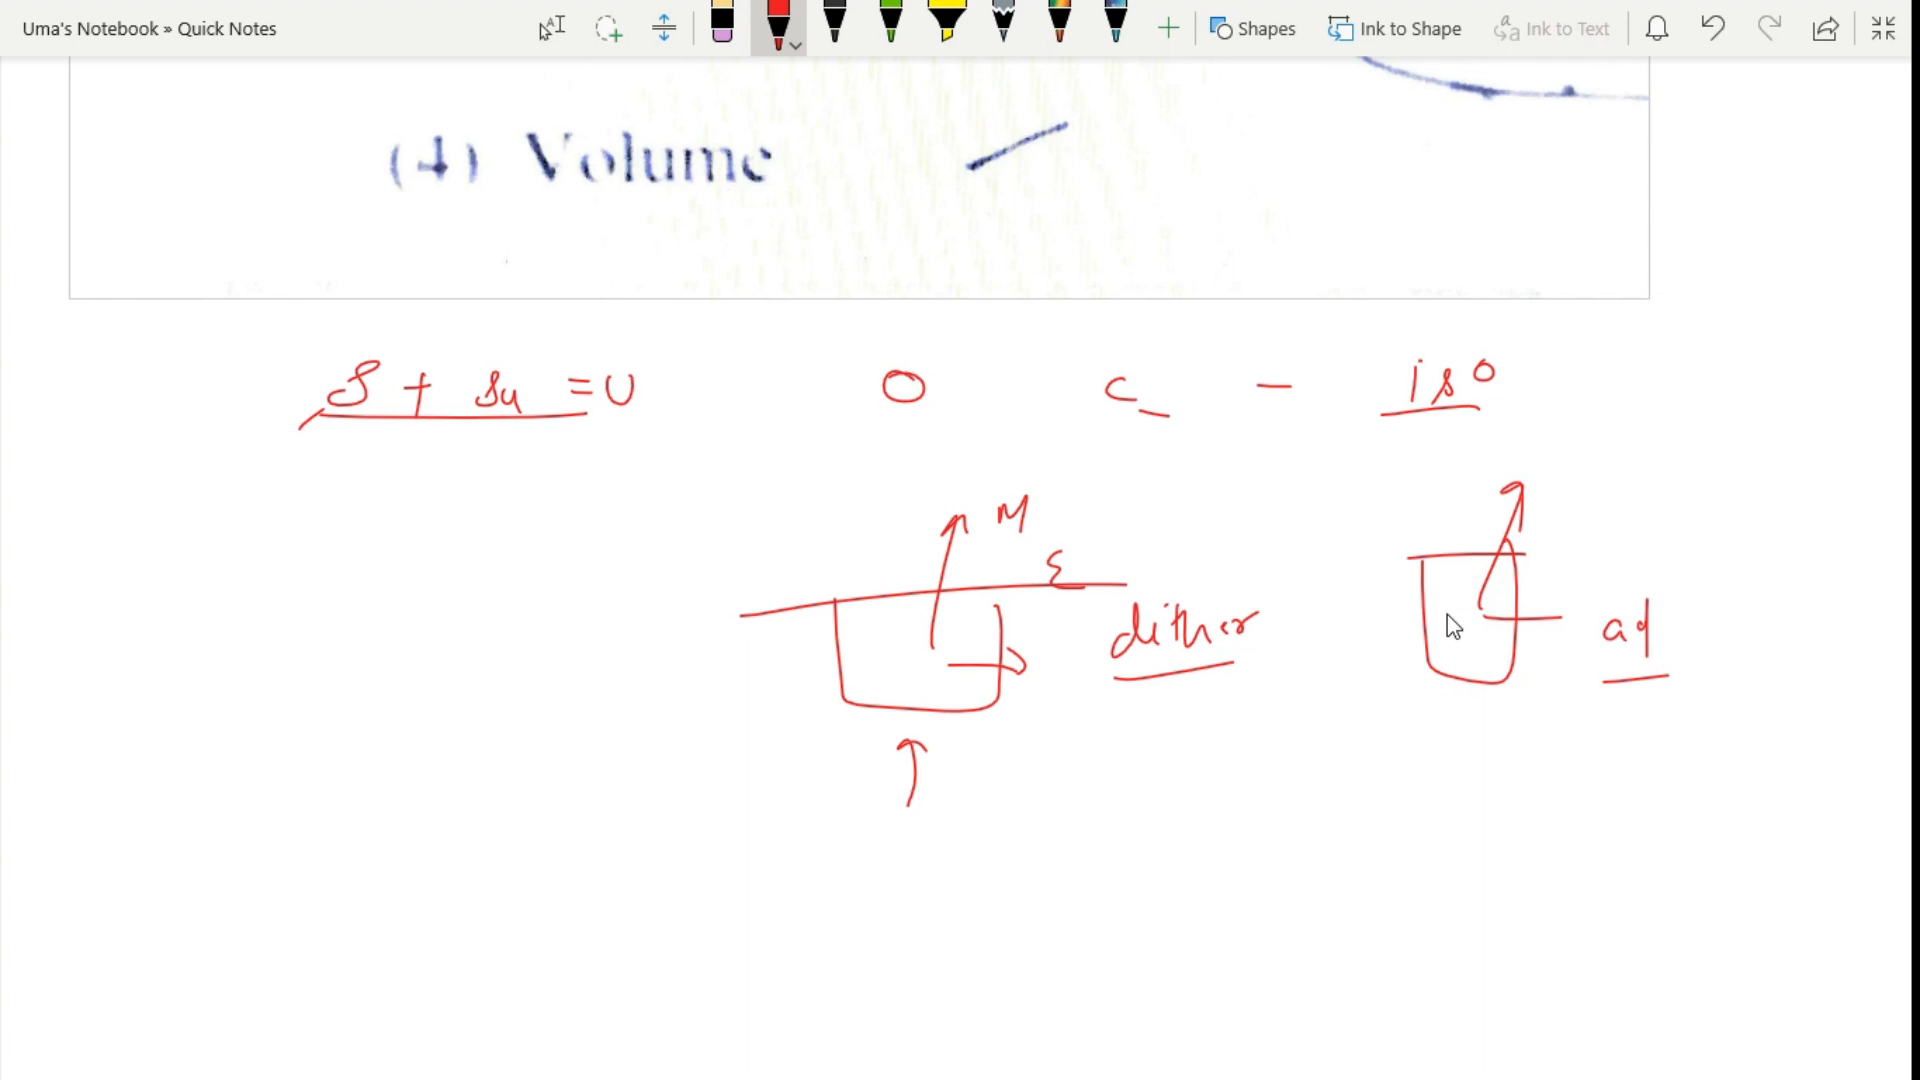 Uma's Notebook » Quick Notes
Shapes
Ink to Shape
Ink to Text
(4) Volume
S + Su = U O C - iso
M
ε
dither
ad